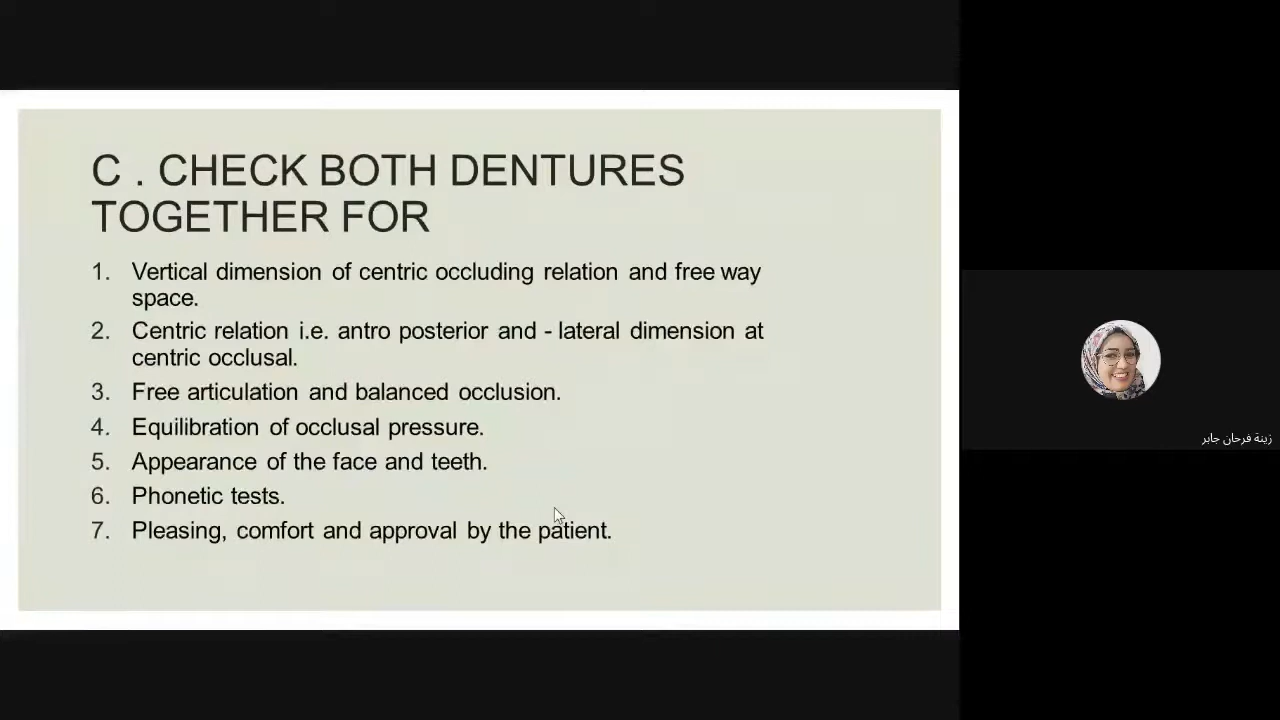 C . CHECK BOTH DENTURES
TOGETHER FOR
1. Vertical dimension of centric occluding relation and free way
space.
2. Centric relation i.e. antro posterior and - lateral dimension at
centric occlusal.
3. Free articulation and balanced occlusion.
4. Equilibration of occlusal pressure.
5. Appearance of the face and teeth.
6. Phonetic tests.
7. Pleasing, comfort and approval by the patient.
زينة فرحان جابر